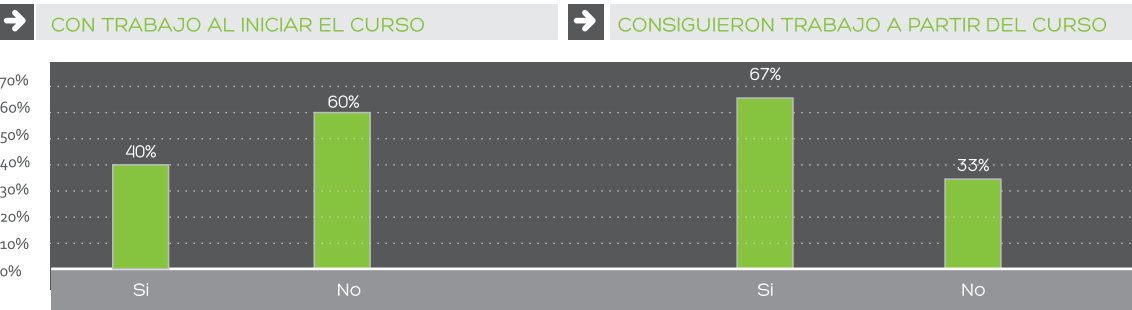 CON TRABAJO AL INICIAR EL CURSO
CONSIGUIERON TRABAJO A PARTIR DEL CURSO
70%
60%
50%
40%
30%
20%
10%
0%
40%
60%
67%
33%
Si
No
Si
No